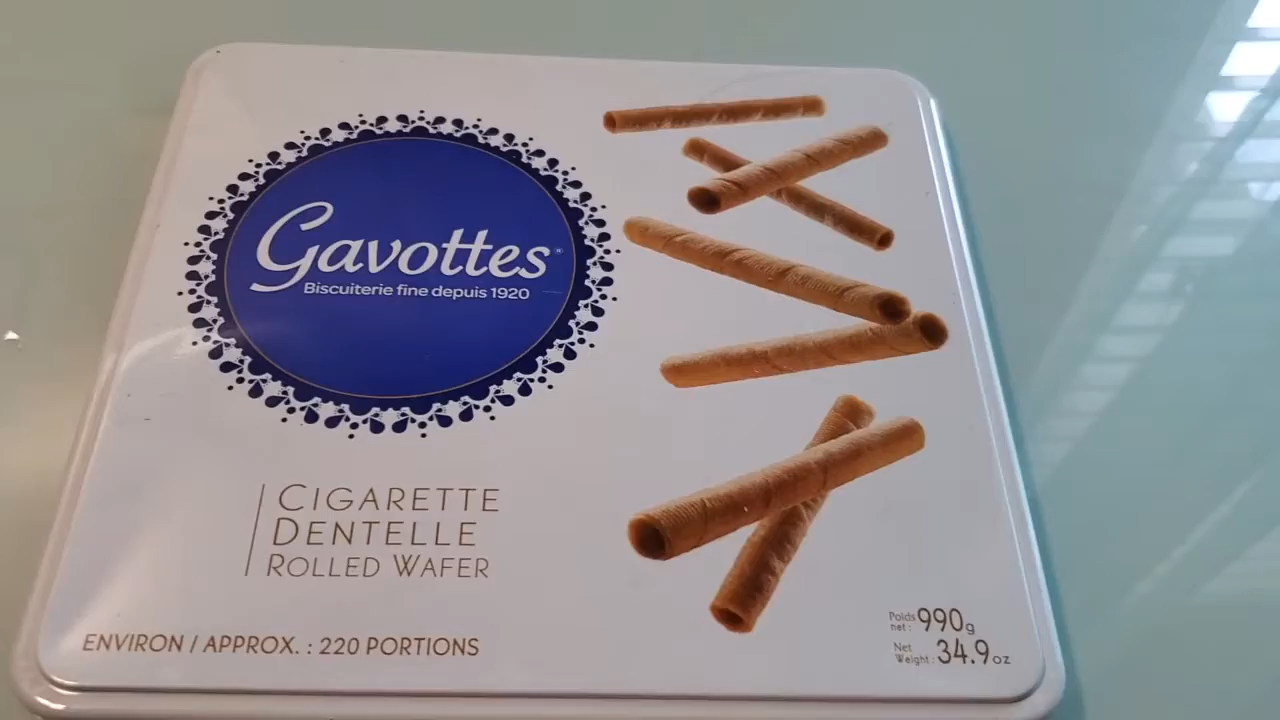 Gavottes®
Biscuiterie fine depuis 1920
CIGARETTE
DENTELLE
ROLLED WAFER
ENVIRON / APPROX. : 220 PORTIONS
Poids net : 990g
Net Weight : 34.9oz